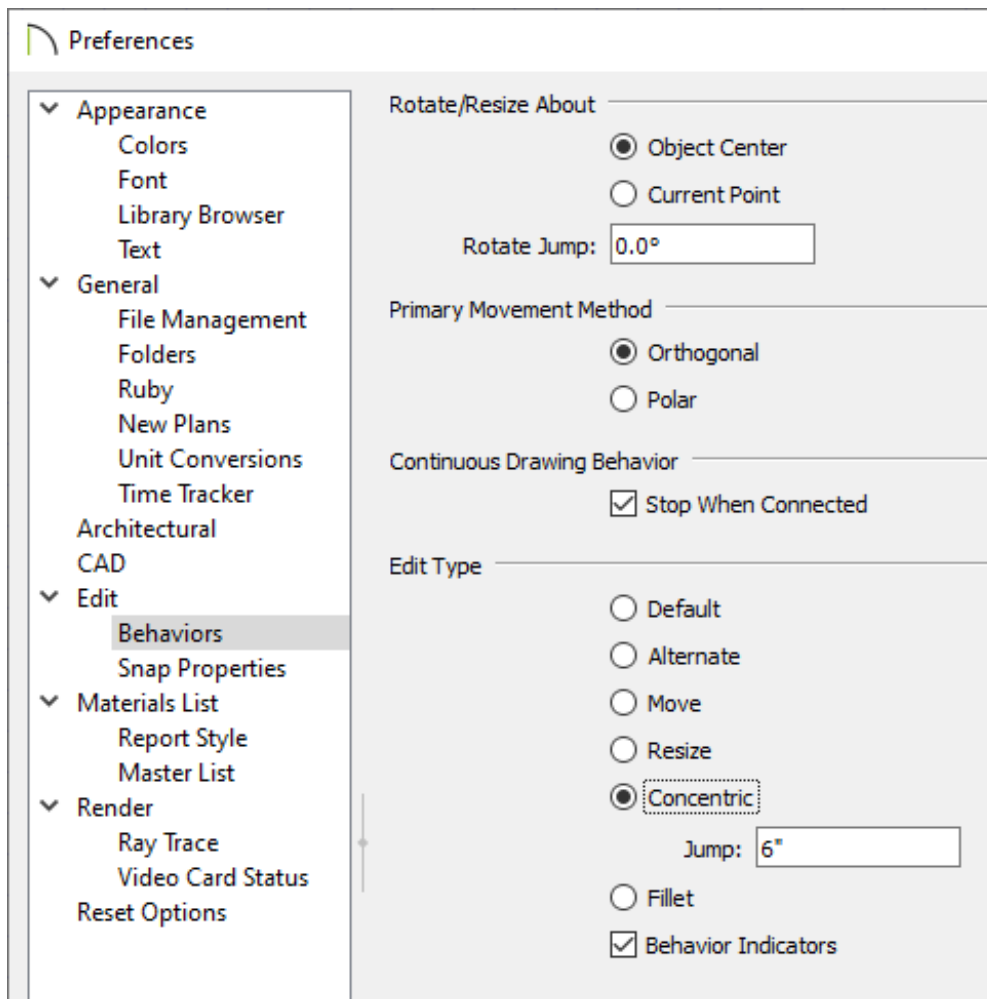 Preferences
Appearance
Colors
Font
Library Browser
Text
General
File Management
Folders
Ruby
New Plans
Unit Conversions
Time Tracker
Architectural
CAD
Edit
Behaviors
Snap Properties
Materials List
Report Style
Master List
Render
Ray Trace
Video Card Status
Reset Options
Rotate/Resize About
Object Center
Current Point
Rotate Jump: 0.0°
Primary Movement Method
Orthogonal
Polar
Continuous Drawing Behavior
Stop When Connected
Edit Type
Default
Alternate
Move
Resize
Concentric
Jump: 6"
Fillet
Behavior Indicators